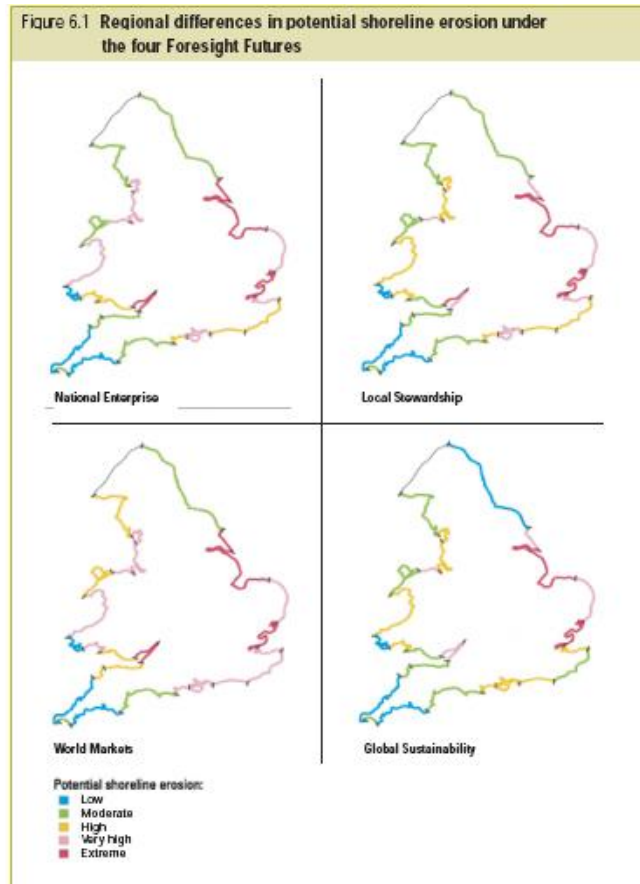 Figure 6.1 Regional differences in potential shoreline erosion under
the four Foresight Futures
National Enterprise
Local Stewardship
World Markets
Global Sustainability
Potential shoreline erosion:
Low
Moderate
High
Very high
Extreme